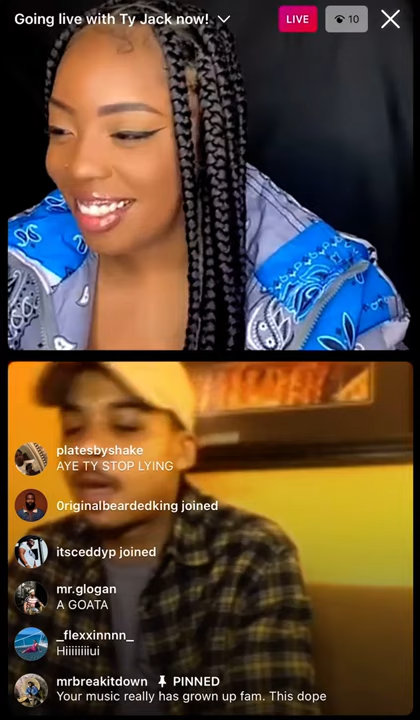 Going live with Ty Jack now!
LIVE
10
platesbyshake
AYE TY STOP LYING
0riginalbeardedking joined
itsceddyp joined
mr.glogan
A GOATA
_flexxinnnn_
Hiiiiiiiiui
mrbreakitdown PINNED
Your music really has grown up fam. This dope